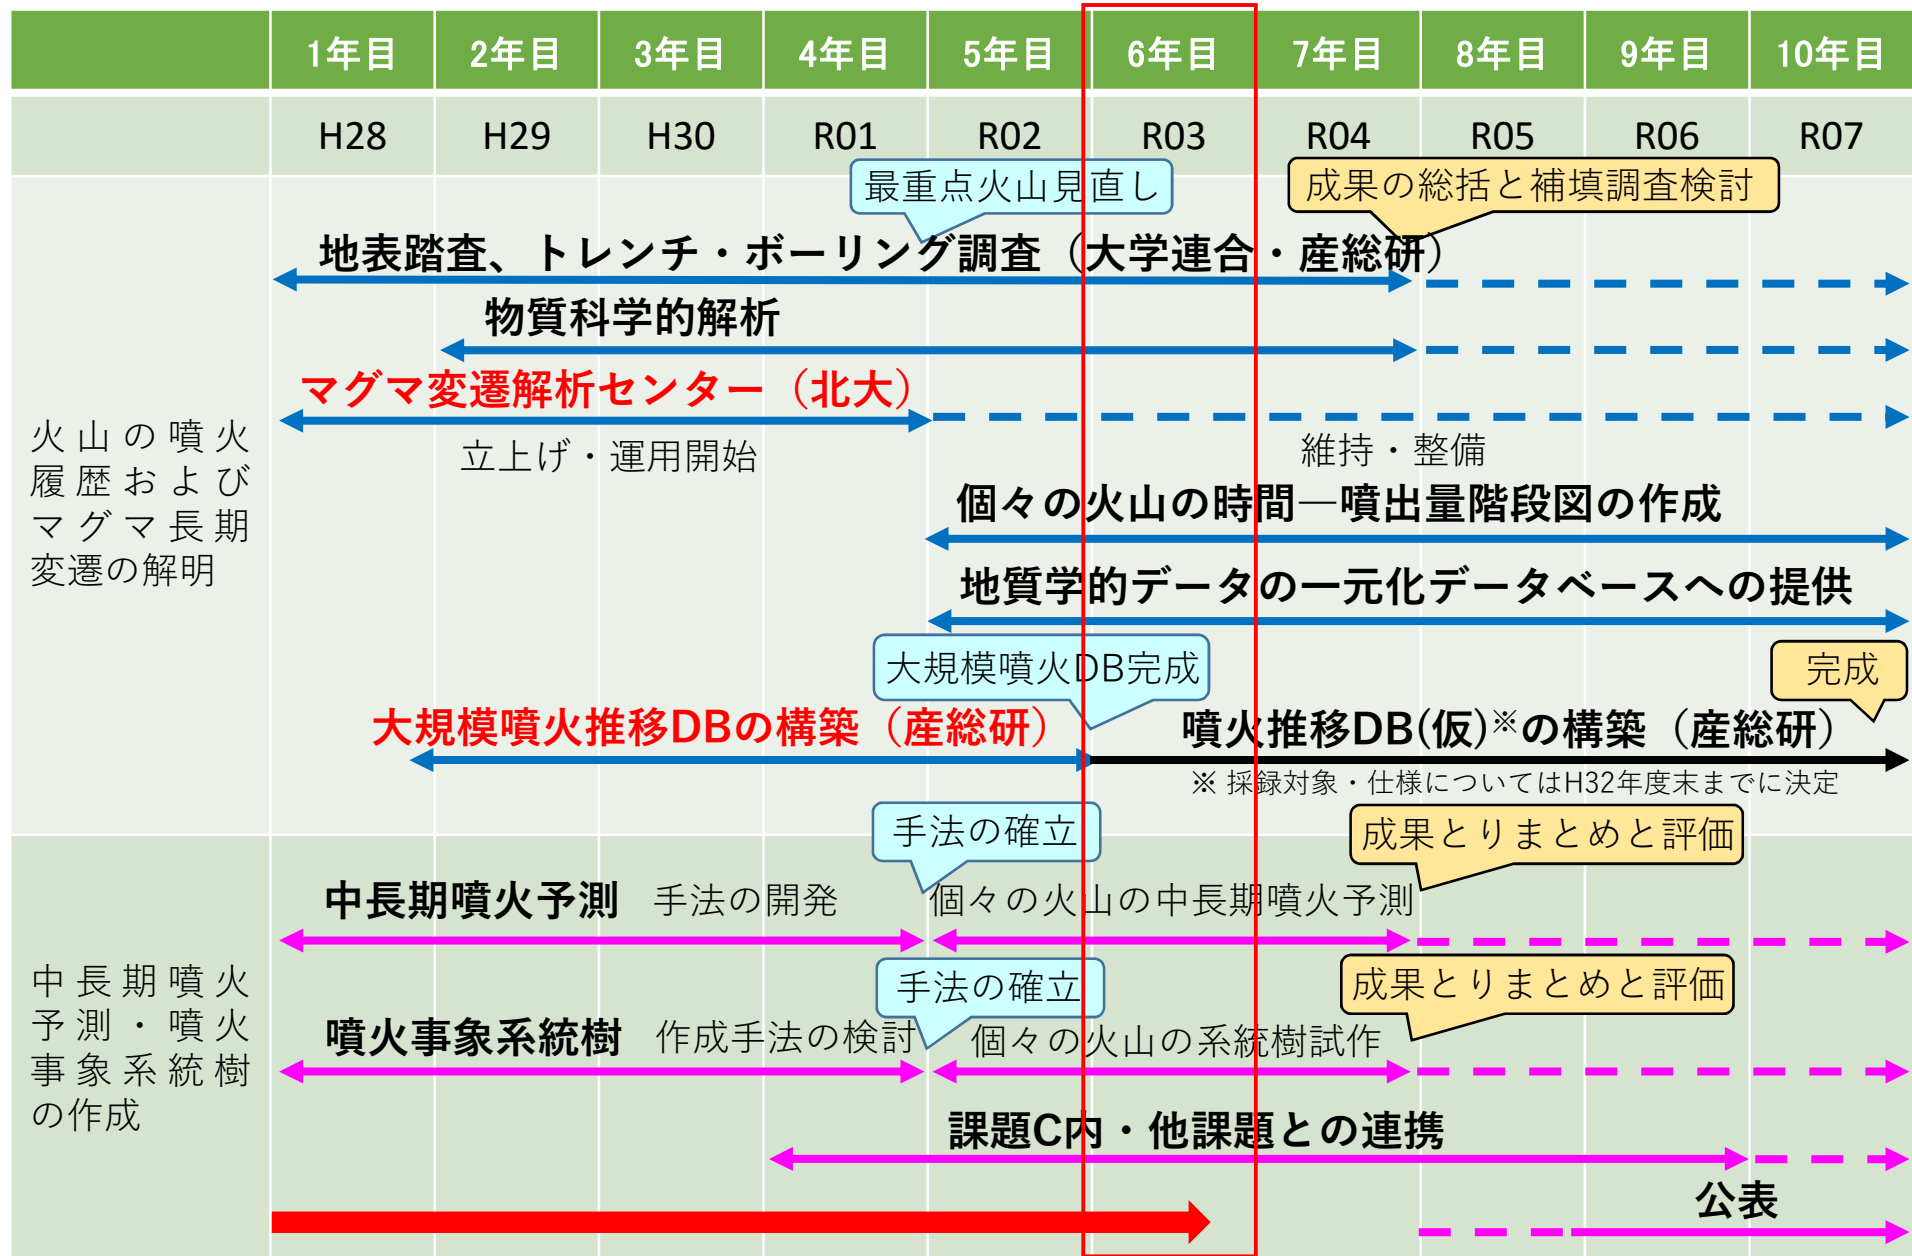 1年目 2年目 3年目 4年目 5年目 6年目 7年目 8年目 9年目 10年目
H28 H29 H30 R01 R02 R03 R04 R05 R06 R07
最重点火山見直し
成果の総括と補填調査検討
地表踏査、トレンチ・ボーリング調査（大学連合・産総研）
物質科学的解析
マグマ変遷解析センター（北大）
立上げ・運用開始
維持・整備
火山の噴火
履歴および
マグマ長期
変遷の解明
個々の火山の時間―噴出量階段図の作成
地質学的データの一元化データベースへの提供
大規模噴火DB完成
完成
大規模噴火推移DBの構築（産総研）
噴火推移DB(仮)※の構築（産総研）
※ 採録対象・仕様についてはH32年度末までに決定
手法の確立
成果とりまとめと評価
中長期噴火予測 手法の開発
個々の火山の中長期噴火予測
手法の確立
成果とりまとめと評価
中長期噴火
予測・噴火
事象系統樹
の作成
噴火事象系統樹 作成手法の検討
個々の火山の系統樹試作
課題C内・他課題との連携
公表